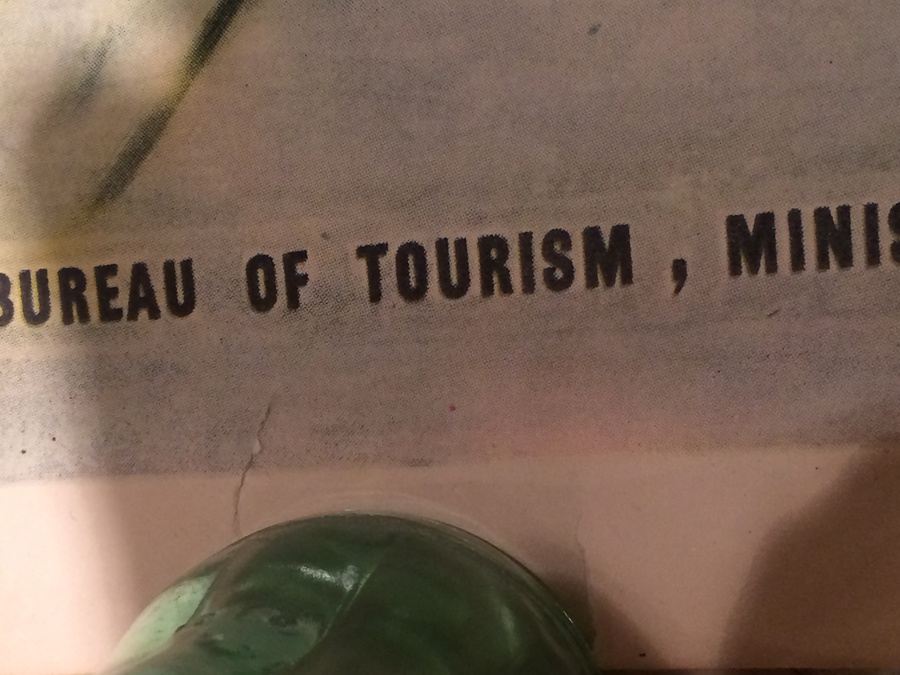 BUREAU OF TOURISM , MINIS